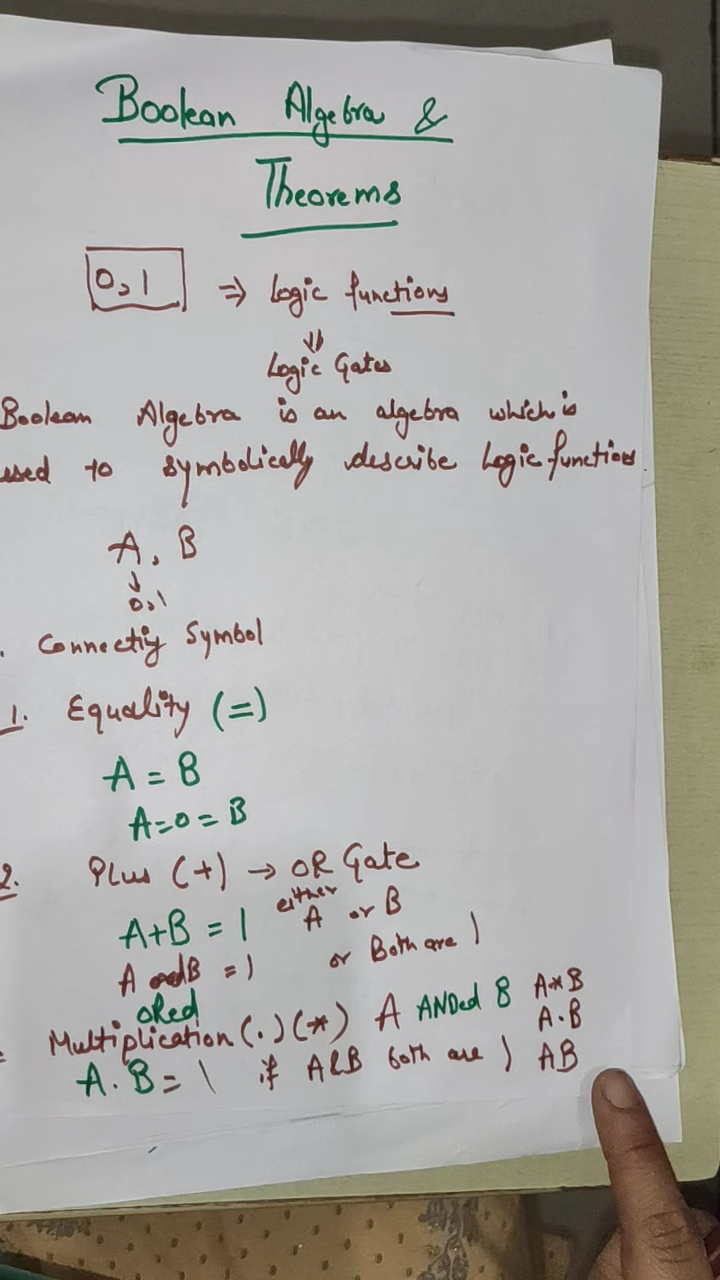 Boolean Algebra &
Theorems
0,1 ⇒ Logic functions
⇓
Logic Gates
Boolean Algebra is an algebra which is
used to symbolically describe Logic functions.
A, B
↓
0,1
. Connectig Symbol
1. Equality (=)
A = B
A=0=B
2. Plus (+) → OR Gate
A+B = 1 either A or B
A B = 1 or Both are 1
ORed
Multiplication (.) (*) A ANDed B A*B
A.B
A.B = 1 if A&B both are 1 AB